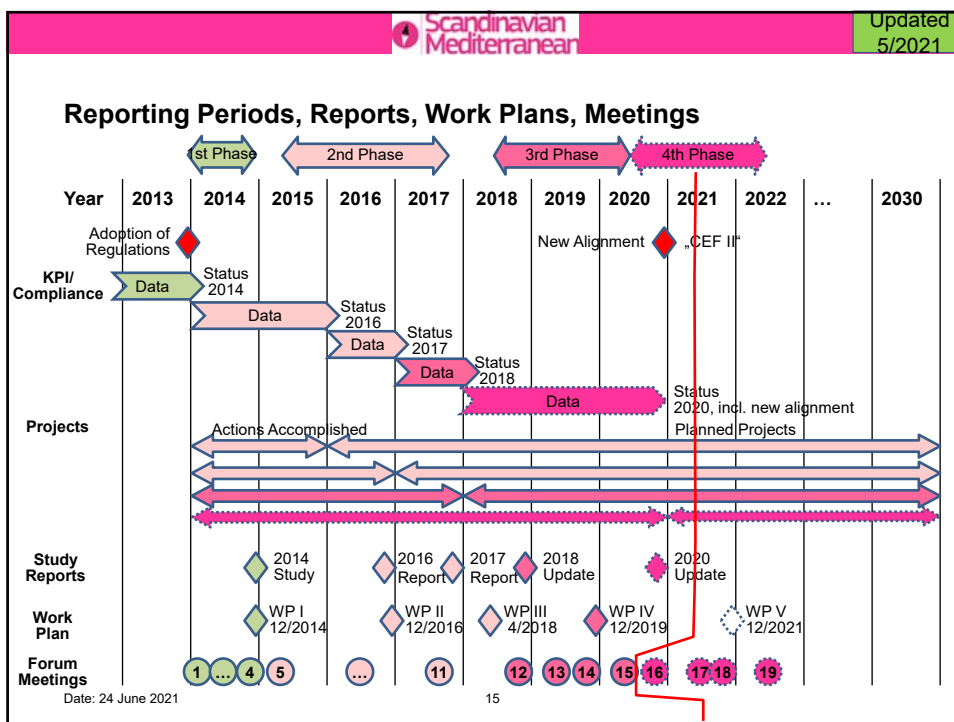 Scandinavian
Mediterranean
Updated
5/2021
Reporting Periods, Reports, Work Plans, Meetings
1st Phase
2nd Phase
3rd Phase
4th Phase
Year 2013 2014 2015 2016 2017 2018 2019 2020 2021 2022 ... 2030
Adoption of
Regulations
New Alignment
„CEF II“
KPI/
Compliance
Data
Status
2014
Data
Status
2016
Data
Status
2017
Data
Status
2018
Data
Status
2020, incl. new alignment
Projects
Actions Accomplished
Planned Projects
Study
Reports
2014
Study
2016
Report
2017
Report
2018
Update
2020
Update
Work
Plan
WP I
12/2014
WP II
12/2016
WP III
4/2018
WP IV
12/2019
WP V
12/2021
Forum
Meetings
1 ... 4 5 ... 11 12 13 14 15 16 17 18 19
Date: 24 June 2021
15